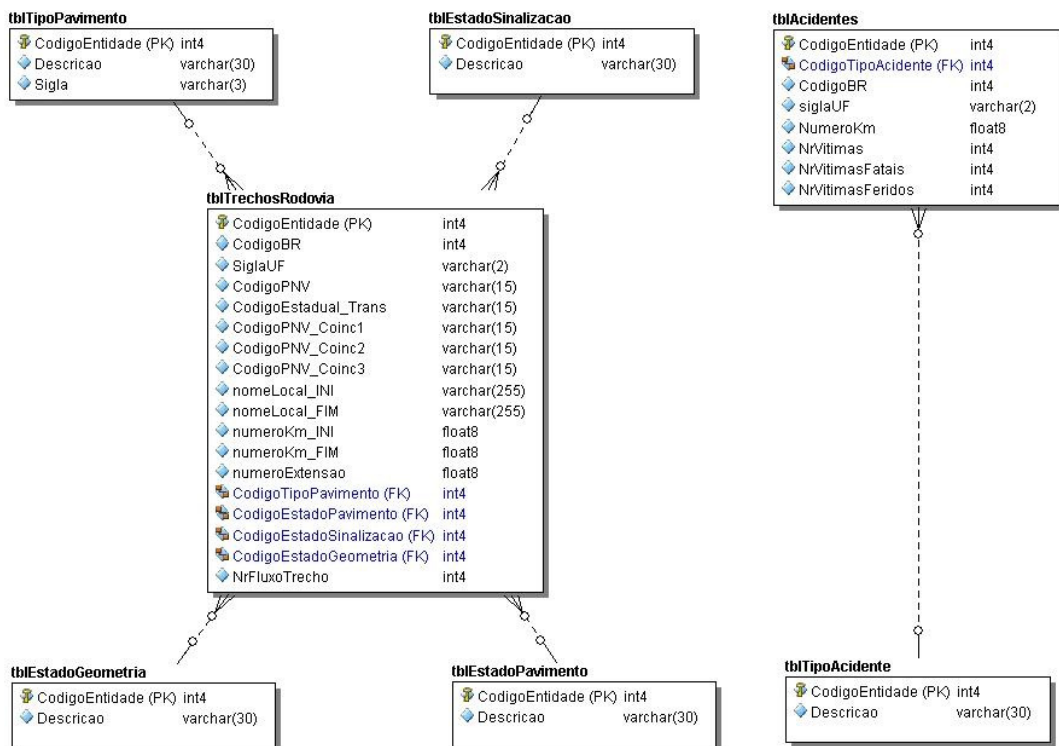 tblTipoPavimento
CodigoEntidade (PK) int4
Descricao varchar(30)
Sigla varchar(3)
tblEstadoSinalizacao
CodigoEntidade (PK) int4
Descricao varchar(30)
tblAcidentes
CodigoEntidade (PK) int4
CodigoTipoAcidente (FK) int4
CodigoBR int4
siglaUF varchar(2)
NumeroKm float8
NrVitimas int4
NrVitimasFatais int4
NrVitimasFeridos int4
tblTrechosRodovia
CodigoEntidade (PK) int4
CodigoBR int4
SiglaUF varchar(2)
CodigoPNV varchar(15)
CodigoEstadual_Trans varchar(15)
CodigoPNV_Coinc1 varchar(15)
CodigoPNV_Coinc2 varchar(15)
CodigoPNV_Coinc3 varchar(15)
nomeLocal_INI varchar(255)
nomeLocal_FIM varchar(255)
numeroKm_INI float8
numeroKm_FIM float8
numeroExtensao float8
CodigoTipoPavimento (FK) int4
CodigoEstadoPavimento (FK) int4
CodigoEstadoSinalizacao (FK) int4
CodigoEstadoGeometria (FK) int4
NrFluxoTrecho int4
tblEstadoGeometria
CodigoEntidade (PK) int4
Descricao varchar(30)
tblEstadoPavimento
CodigoEntidade (PK) int4
Descricao varchar(30)
tblTipoAcidente
CodigoEntidade (PK) int4
Descricao varchar(30)